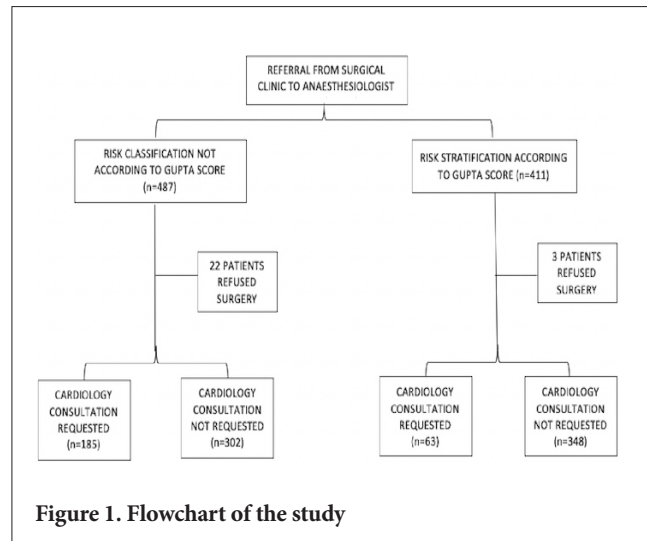 REFERRAL FROM SURGICAL
CLINIC TO ANAESTHESIOLOGIST
RISK CLASSIFICATION NOT
ACCORDING TO GUPTA SCORE
(n=487)
RISK STRATIFICATION ACCORDING
TO GUPTA SCORE (n=411)
22 PATIENTS
REFUSED
SURGERY
3 PATIENTS
REFUSED
SURGERY
CARDIOLOGY
CONSULTATION
REQUESTED
(n=185)
CARDIOLOGY
CONSULTATION
NOT REQUESTED
(n=302)
CARDIOLOGY
CONSULTATION
REQUESTED
(n=63)
CARDIOLOGY
CONSULTATION
NOT REQUESTED
(n=348)
Figure 1. Flowchart of the study